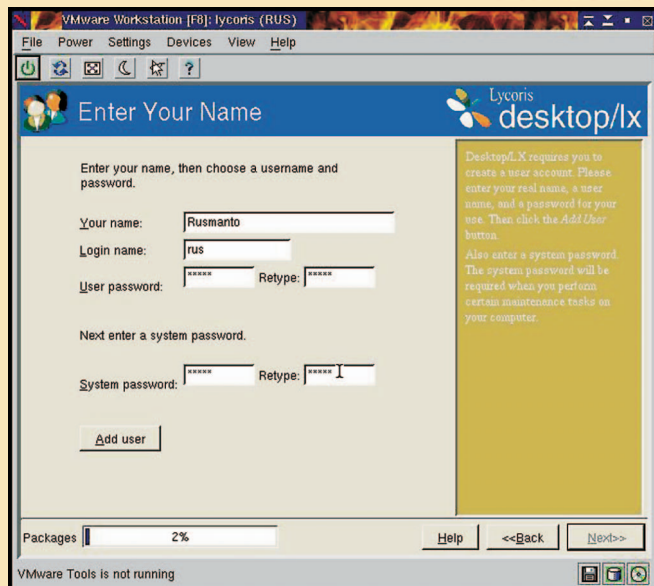 VMware Workstation [F8]: lycoris (RUS)
File Power Settings Devices View Help
?
Enter Your Name
Lycoris
desktop/lx
Enter your name, then choose a username and
password.
Your name: Rusmanto
Login name: rus
User password: ***** Retype: *****
Next enter a system password.
System password: ***** Retype: *****
Add user
Desktop/LX requires you to
create a user account. Please
enter your real name, a user
name, and a password for your
use. Then click the Add User
button.
Also enter a system password.
The system password will be
required when you perform
certain maintenance tasks on
your computer.
Packages 2%
Help <<Back Next>>
VMware Tools is not running